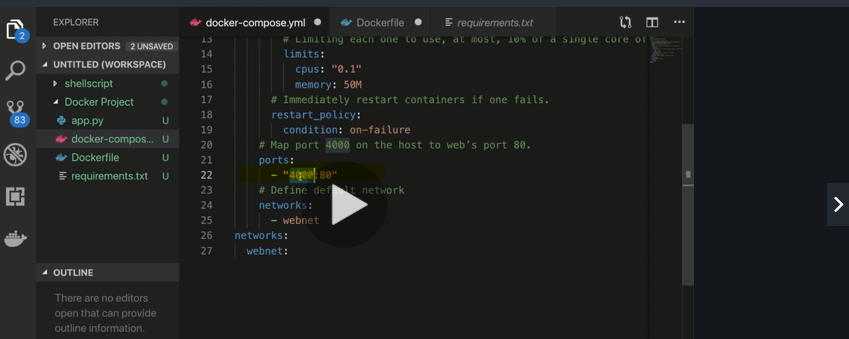 EXPLORER
docker-compose.yml
Dockerfile
requirements.txt
2
83
OPEN EDITORS 2 UNSAVED
UNTITLED (WORKSPACE)
shellscript
Docker Project
app.py U
docker-compos... U
Dockerfile U
requirements.txt U
OUTLINE
There are no editors
open that can provide
outline information.
13 # Limiting each one to use, at most, 10% of a single core of
14 limits:
15 cpus: "0.1"
16 memory: 50M
17 # Immediately restart containers if one fails.
18 restart_policy:
19 condition: on-failure
20 # Map port 4000 on the host to web's port 80.
21 ports:
22 - "4000:80"
23 # Define default network
24 networks:
25 - webnet
26 networks:
27 webnet: